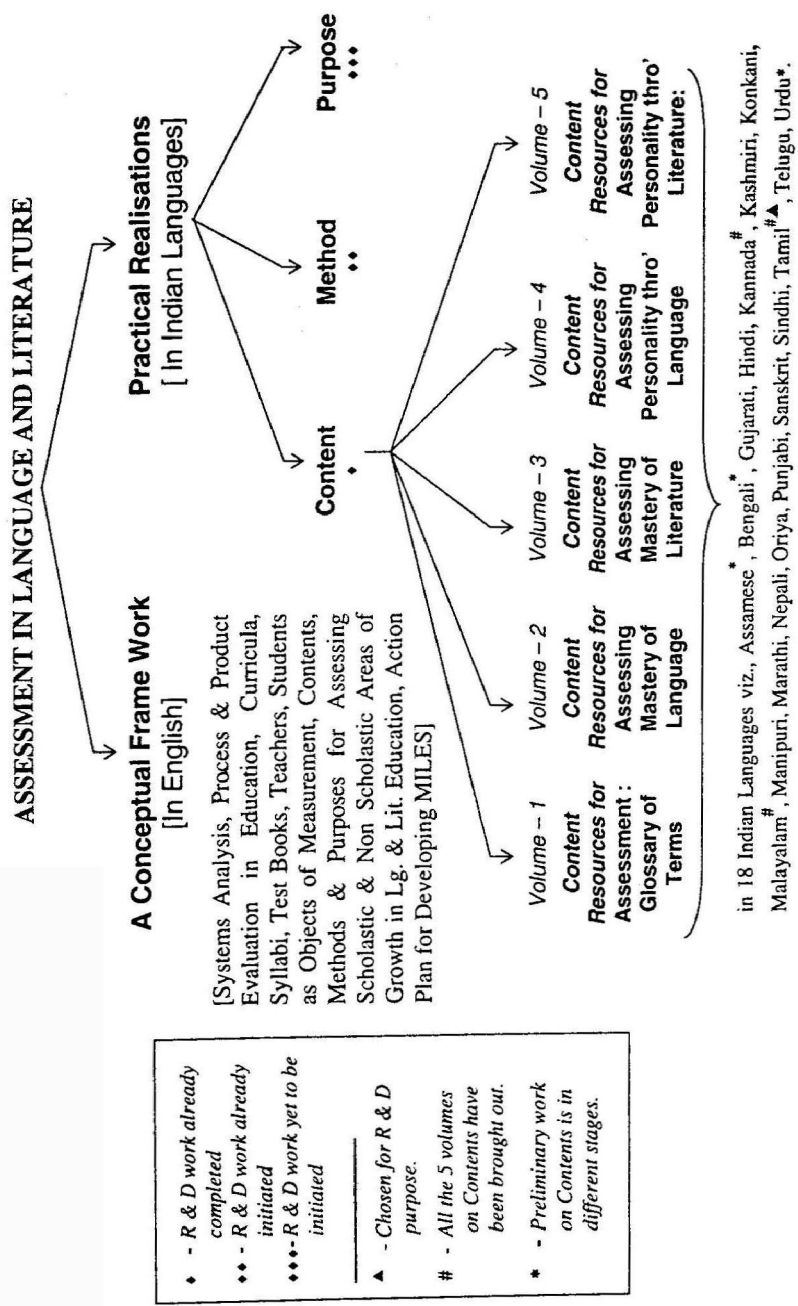 ASSESSMENT IN LANGUAGE AND LITERATURE
A Conceptual Frame Work
[In English]
[Systems Analysis, Process & Product
Evaluation in Education, Curricula,
Syllabi, Test Books, Teachers, Students
as Objects of Measurement, Contents,
Methods & Purposes for Assessing
Scholastic & Non Scholastic Areas of
Growth in Lg. & Lit. Education, Action
Plan for Developing MILES]
Practical Realisations
[ In Indian Languages]
Content
♦
Method
♦♦
Purpose
♦♦♦
Volume – 1
Content
Resources for
Assessment :
Glossary of
Terms
Volume – 2
Content
Resources for
Assessing
Mastery of
Language
Volume – 3
Content
Resources for
Assessing
Mastery of
Literature
Volume – 4
Content
Resources for
Assessing
Personality thro'
Language
Volume – 5
Content
Resources for
Assessing
Personality thro'
Literature:
in 18 Indian Languages viz., Assamese*, Bengali*, Gujarati, Hindi, Kannada#, Kashmiri, Konkani,
Malayalam#, Manipuri, Marathi, Nepali, Oriya, Punjabi, Sanskrit, Sindhi, Tamil#▲, Telugu, Urdu*.
♦ - R & D work already
completed
♦♦ - R & D work already
initiated
♦♦♦- R & D work yet to be
initiated
▲ - Chosen for R & D
purpose.
# - All the 5 volumes
on Contents have
been brought out.
* - Preliminary work
on Contents is in
different stages.